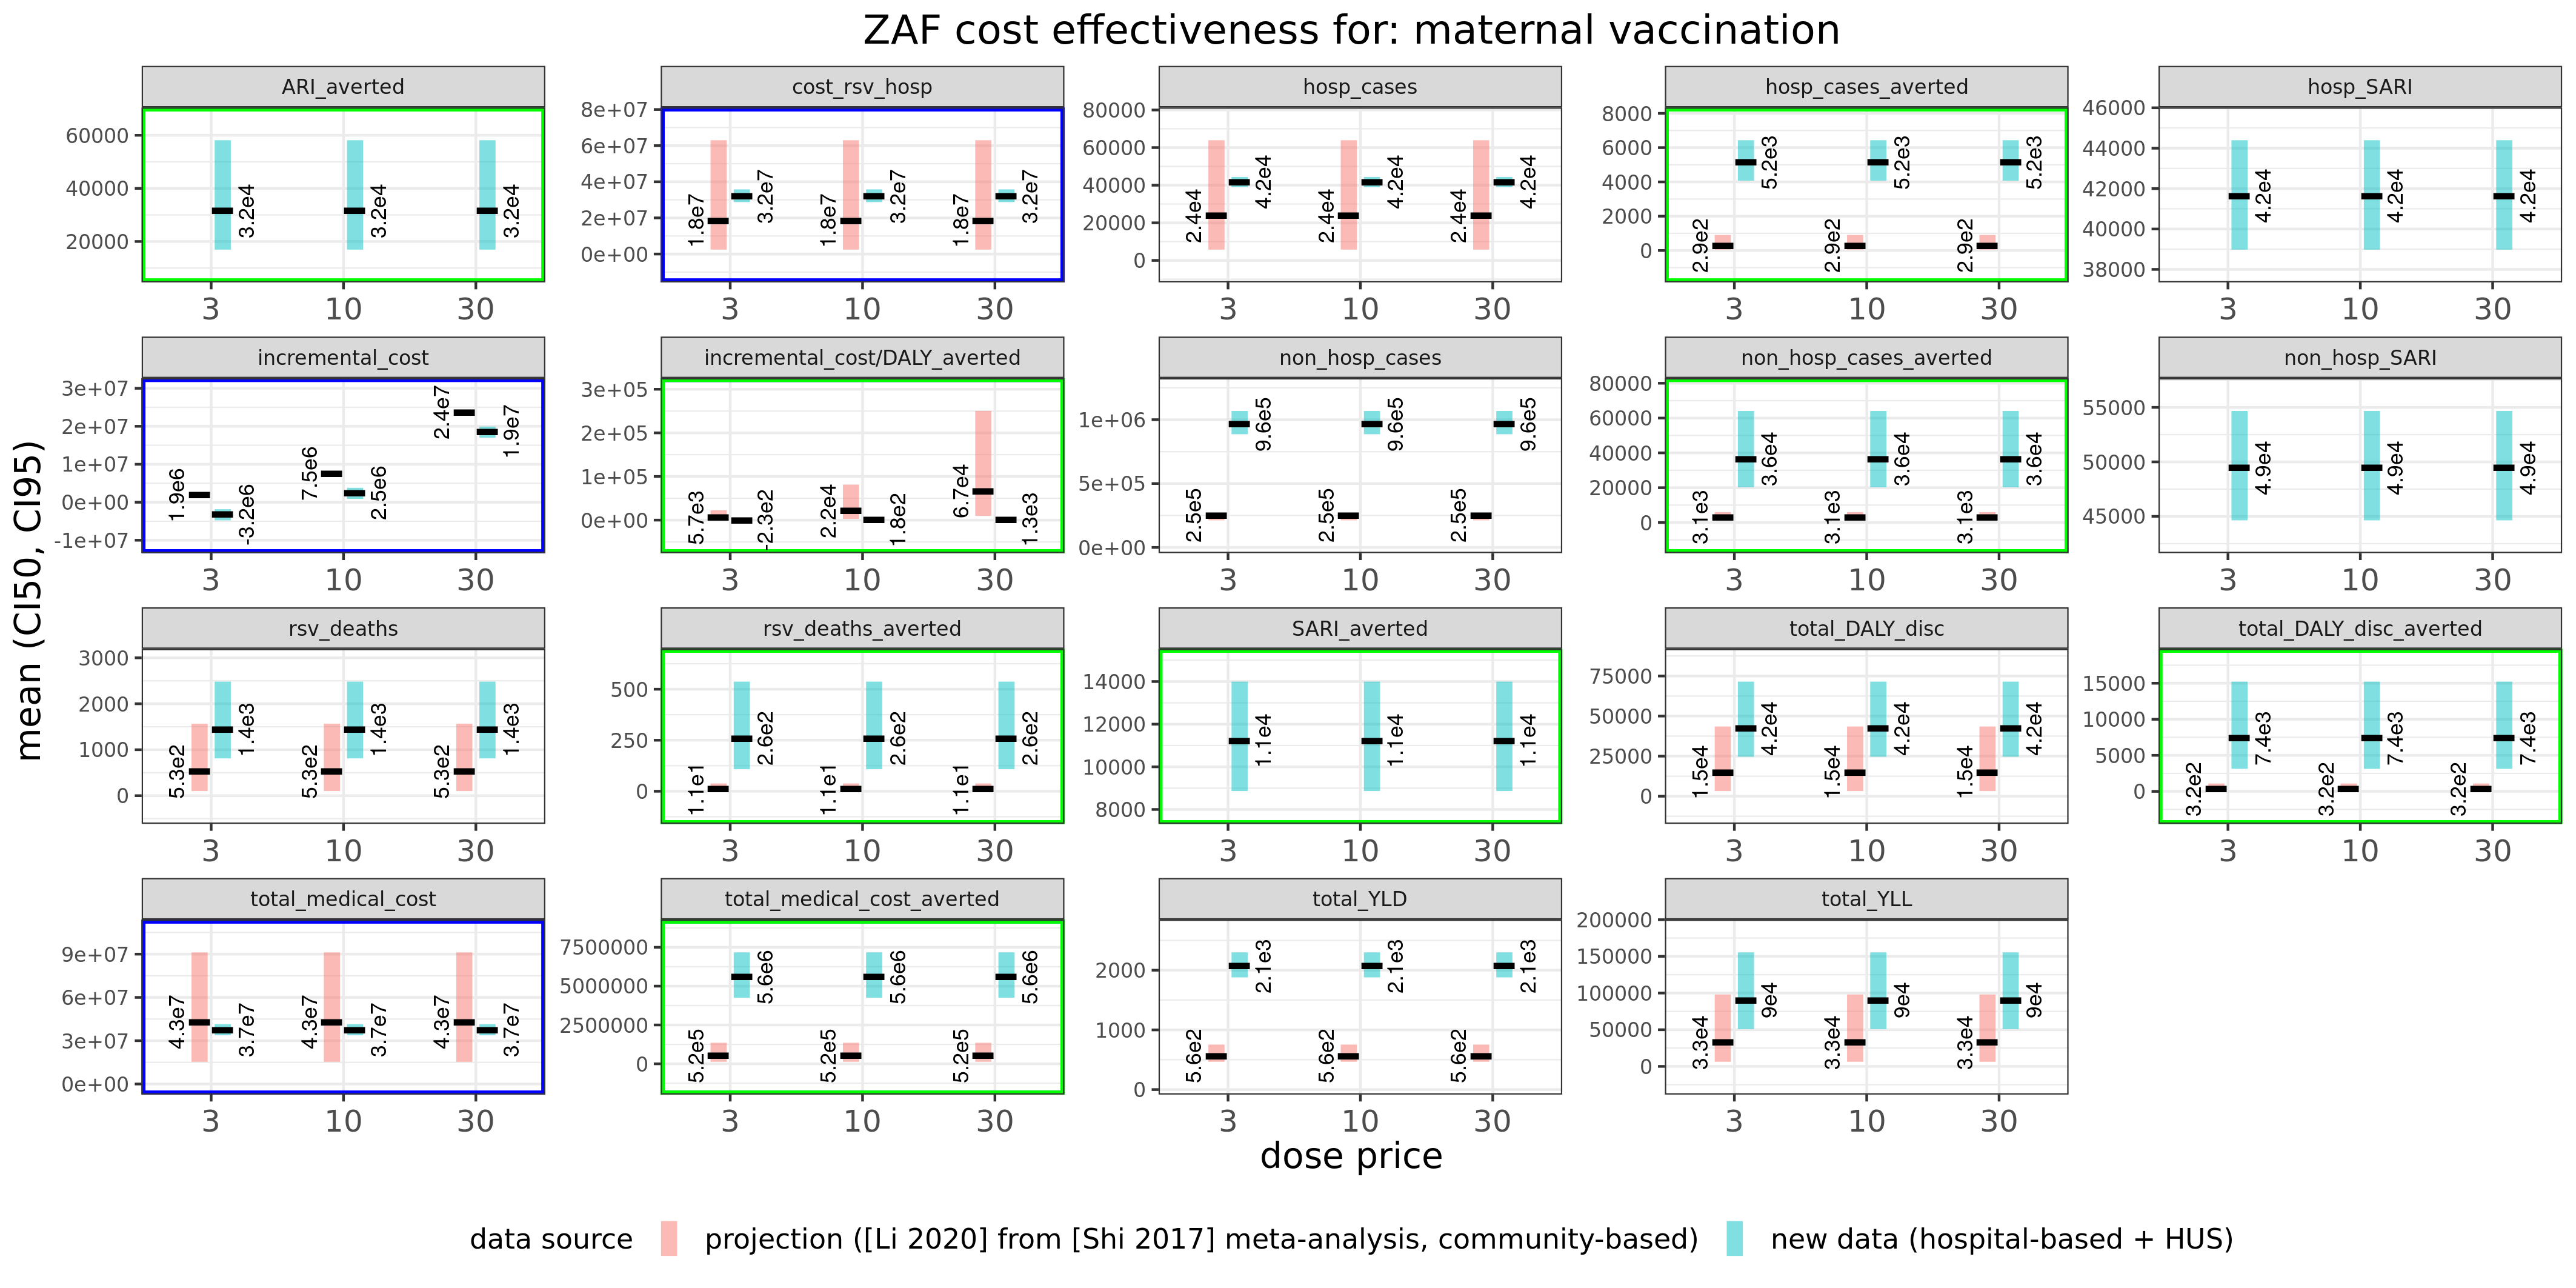 ZAF cost effectiveness for: maternal vaccination
ARI_averted
60000
40000
20000
3.2e4 3.2e4 3.2e4
3 10 30
cost_rsv_hosp
8e+07
6e+07
4e+07
2e+07
0e+00
1.8e7 3.2e7 1.8e7 3.2e7 1.8e7 3.2e7
3 10 30
hosp_cases
80000
60000
40000
20000
0
2.4e4 4.2e4 2.4e4 4.2e4 2.4e4 4.2e4
3 10 30
hosp_cases_averted
8000
6000
4000
2000
0
2.9e2 5.2e3 2.9e2 5.2e3 2.9e2 5.2e3
3 10 30
hosp_SARI
46000
44000
42000
40000
38000
4.2e4 4.2e4 4.2e4
3 10 30
incremental_cost
3e+07
2e+07
1e+07
0e+00
-1e+07
1.9e6 -3.2e6 7.5e6 2.5e6 2.4e7 1.9e7
3 10 30
incremental_cost/DALY_averted
3e+05
2e+05
1e+05
0e+00
5.7e3 -2.3e2 2.2e4 1.8e2 6.7e4 1.3e3
3 10 30
non_hosp_cases
1e+06
5e+05
0e+00
2.5e5 9.6e5 2.5e5 9.6e5 2.5e5 9.6e5
3 10 30
non_hosp_cases_averted
80000
60000
40000
20000
0
3.1e3 3.6e4 3.1e3 3.6e4 3.1e3 3.6e4
3 10 30
non_hosp_SARI
55000
50000
45000
4.9e4 4.9e4 4.9e4
3 10 30
rsv_deaths
3000
2000
1000
0
5.3e2 1.4e3 5.3e2 1.4e3 5.3e2 1.4e3
3 10 30
rsv_deaths_averted
500
250
0
1.1e1 2.6e2 1.1e1 2.6e2 1.1e1 2.6e2
3 10 30
SARI_averted
14000
12000
10000
8000
1.1e4 1.1e4 1.1e4
3 10 30
total_DALY_disc
75000
50000
25000
0
1.5e4 4.2e4 1.5e4 4.2e4 1.5e4 4.2e4
3 10 30
total_DALY_disc_averted
15000
10000
5000
0
3.2e2 7.4e3 3.2e2 7.4e3 3.2e2 7.4e3
3 10 30
total_medical_cost
9e+07
6e+07
3e+07
0e+00
4.3e7 3.7e7 4.3e7 3.7e7 4.3e7 3.7e7
3 10 30
total_medical_cost_averted
7500000
5000000
2500000
0
5.2e5 5.6e6 5.2e5 5.6e6 5.2e5 5.6e6
3 10 30
total_YLD
2000
1000
0
5.6e2 2.1e3 5.6e2 2.1e3 5.6e2 2.1e3
3 10 30
total_YLL
200000
150000
100000
50000
0
3.3e4 9e4 3.3e4 9e4 3.3e4 9e4
3 10 30
mean (CI50, CI95)
dose price
data source projection ([Li 2020] from [Shi 2017] meta-analysis, community-based) new data (hospital-based + HUS)